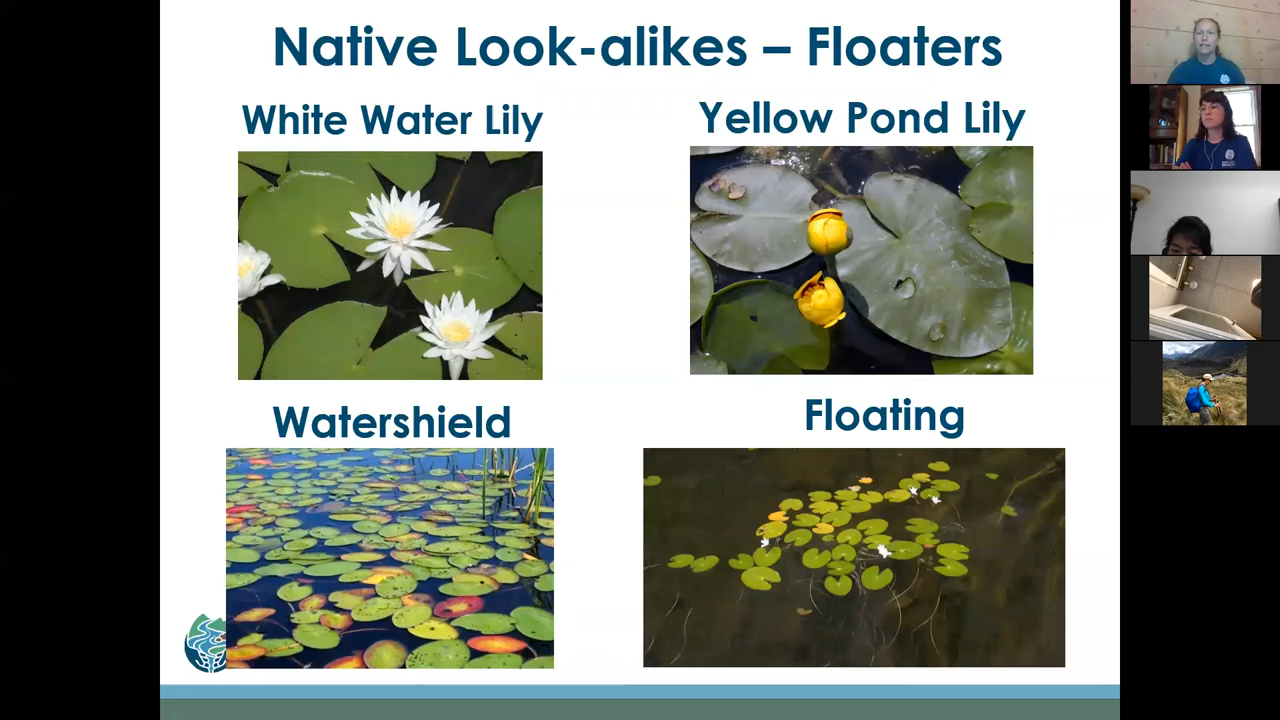 Native Look-alikes – Floaters
White Water Lily
Yellow Pond Lily
Watershield
Floating